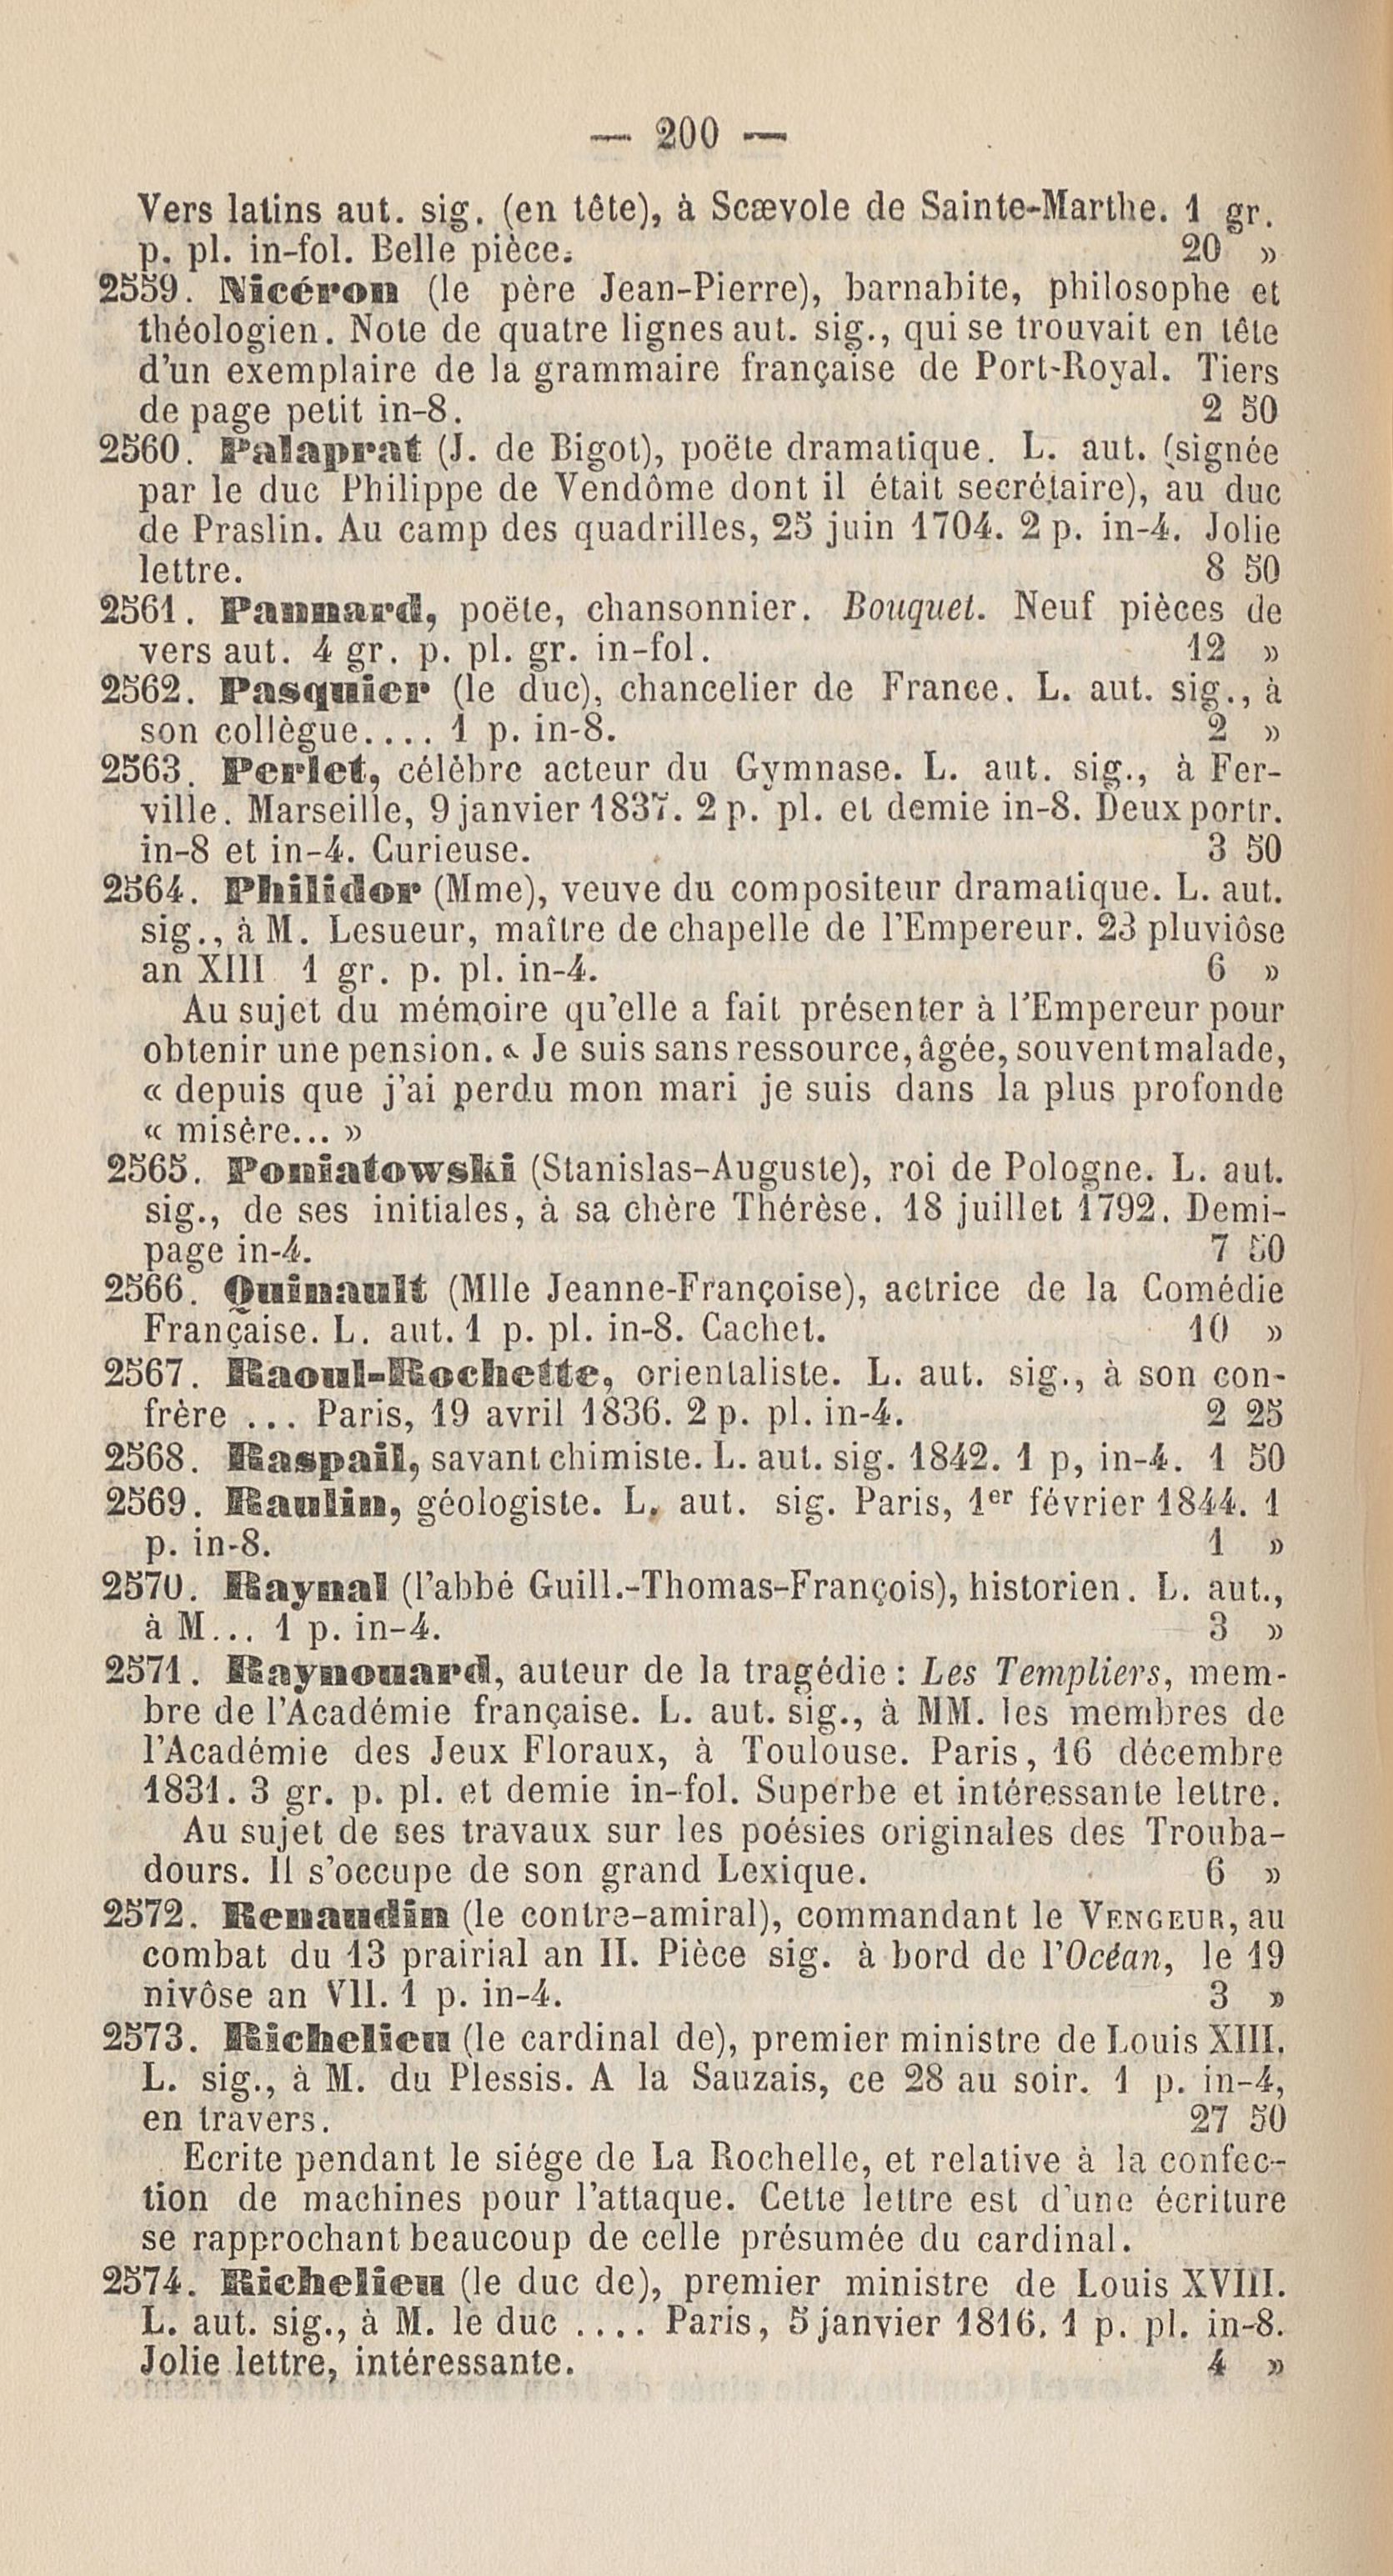 — 200 —
Vers latins aut. sig. (en tête), à Scævole de Sainte-Marthe. 1 gr.
p. pl. in-fol. Belle pièce. 20 »
2559. Nicéron (le père Jean-Pierre), barnabite, philosophe et
théologien. Note de quatre lignes aut. sig., qui se trouvait en tête
d'un exemplaire de la grammaire française de Port-Royal. Tiers
de page petit in-8. 2 50
2560. Palaprat (J. de Bigot), poëte dramatique. L. aut. (signée
par le duc Philippe de Vendôme dont il était secrétaire), au duc
de Praslin. Au camp des quadrilles, 25 juin 1704. 2 p. in-4. Jolie
lettre. 8 50
2561. Pannard, poëte, chansonnier. Bouquet. Neuf pièces de
vers aut. 4 gr. p. pl. gr. in-fol. 12 »
2562. Pasquier (le duc), chancelier de France. L. aut. sig., à
son collègue.... 1 p. in-8. 2 »
2563. Perlet, célèbre acteur du Gymnase. L. aut. sig., à Fer-
ville. Marseille, 9 janvier 1837. 2 p. pl. et demie in-8. Deux portr.
in-8 et in-4. Curieuse. 3 50
2564. Philidor (Mme), veuve du compositeur dramatique. L. aut.
sig., à M. Lesueur, maître de chapelle de l'Empereur. 23 pluviôse
an XIII 1 gr. p. pl. in-4. 6 »
Au sujet du mémoire qu'elle a fait présenter à l'Empereur pour
obtenir une pension. « Je suis sans ressource, âgée, souvent malade,
« depuis que j'ai perdu mon mari je suis dans la plus profonde
« misère... »
2565. Poniatowski (Stanislas-Auguste), roi de Pologne. L. aut.
sig., de ses initiales, à sa chère Thérèse. 18 juillet 1792. Demi-
page in-4. 7 50
2566. Quinault (Mlle Jeanne-Françoise), actrice de la Comédie
Française. L. aut. 1 p. pl. in-8. Cachet. 10 »
2567. Raoul-Rochette, orientaliste. L. aut. sig., à son con-
frère ... Paris, 19 avril 1836. 2 p. pl. in-4. 2 25
2568. Raspail, savant chimiste. L. aut. sig. 1842. 1 p, in-4. 1 50
2569. Raulin, géologiste. L. aut. sig. Paris, 1er février 1844. 1
p. in-8. 1 »
2570. Raynal (l'abbé Guill.-Thomas-François), historien. L. aut.,
à M... 1 p. in-4. 3 »
2571. Raynouard, auteur de la tragédie : Les Templiers, mem-
bre de l'Académie française. L. aut. sig., à MM. les membres de
l'Académie des Jeux Floraux, à Toulouse. Paris, 16 décembre
1831. 3 gr. p. pl. et demie in-fol. Superbe et intéressante lettre.
Au sujet de ses travaux sur les poésies originales des Trouba-
dours. Il s'occupe de son grand Lexique. 6 »
2572. Renaudin (le contre-amiral), commandant le VENGEUR, au
combat du 13 prairial an II. Pièce sig. à bord de l'Océan, le 19
nivôse an VII. 1 p. in-4. 3 »
2573. Richelieu (le cardinal de), premier ministre de Louis XIII.
L. sig., à M. du Plessis. A la Sauzais, ce 28 au soir. 1 p. in-4,
en travers. 27 50
Ecrite pendant le siége de La Rochelle, et relative à la confec-
tion de machines pour l'attaque. Cette lettre est d'une écriture
se rapprochant beaucoup de celle présumée du cardinal.
2574. Richelieu (le duc de), premier ministre de Louis XVIII.
L. aut. sig., à M. le duc .... Paris, 5 janvier 1816. 1 p. pl. in-8.
Jolie lettre, intéressante. 4 »